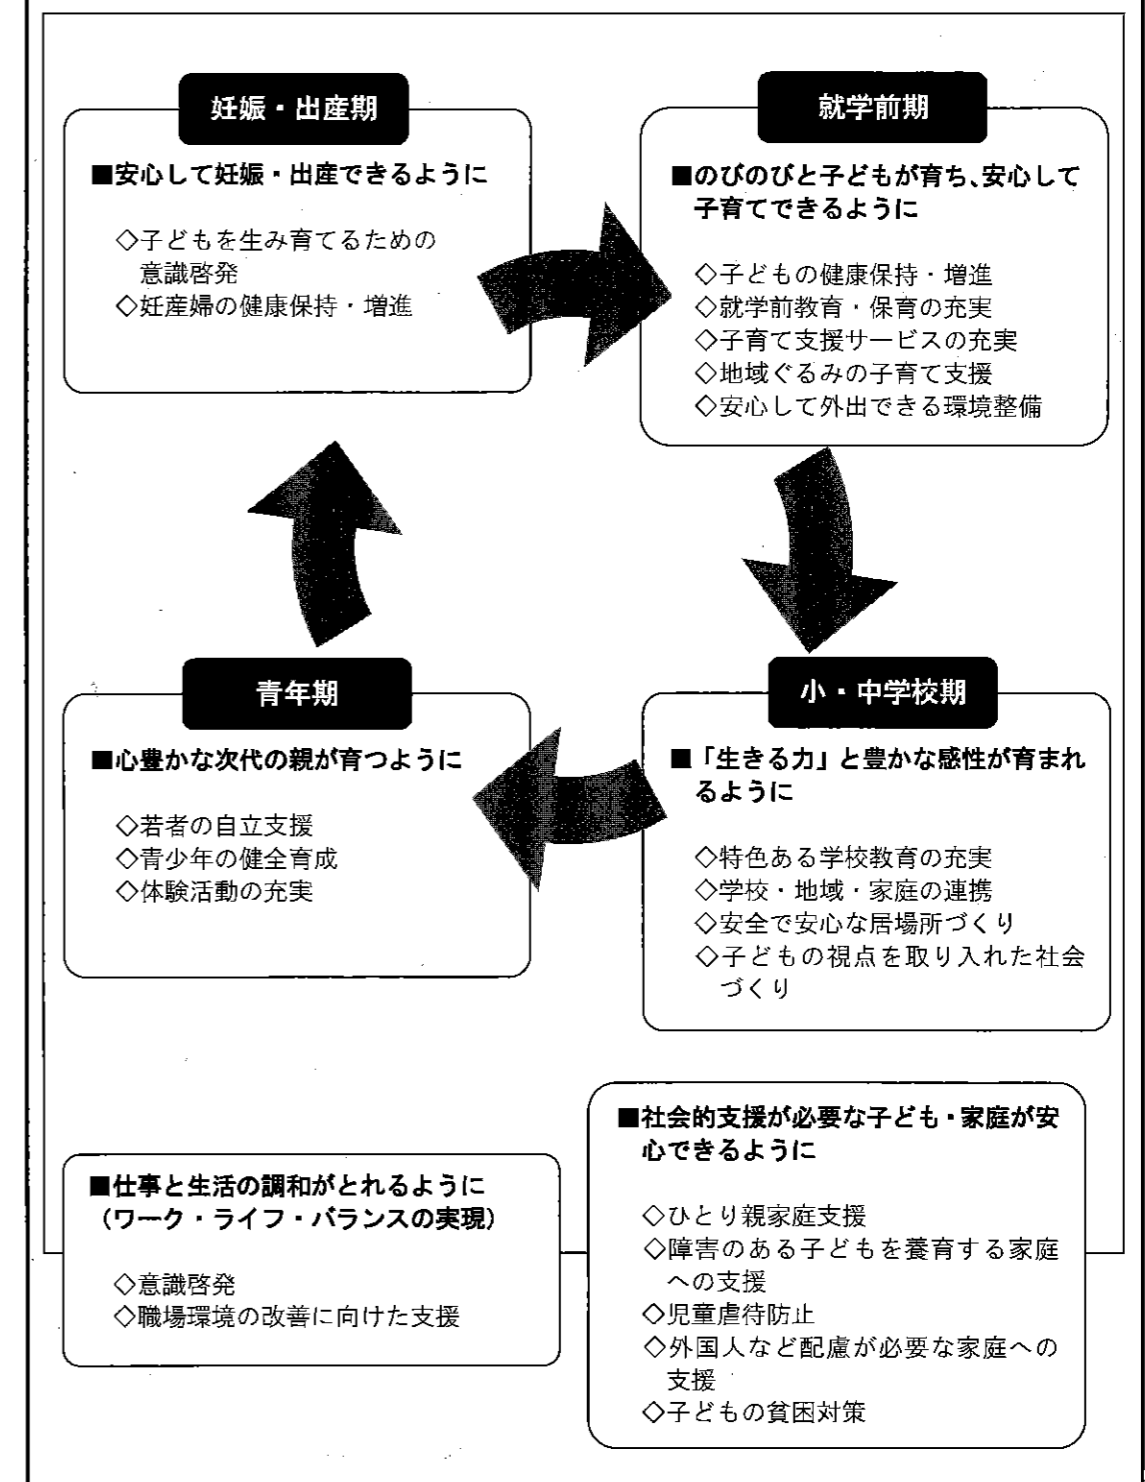 妊娠・出産期
■安心して妊娠・出産できるように
◇子どもを生み育てるための
意識啓発
◇妊産婦の健康保持・増進
就学前期
■のびのびと子どもが育ち、安心して
子育てできるように
◇子どもの健康保持・増進
◇就学前教育・保育の充実
◇子育て支援サービスの充実
◇地域ぐるみの子育て支援
◇安心して外出できる環境整備
小・中学校期
■「生きる力」と豊かな感性が育まれ
るように
◇特色ある学校教育の充実
◇学校・地域・家庭の連携
◇安全で安心な居場所づくり
◇子どもの視点を取り入れた社会
づくり
青年期
■心豊かな次代の親が育つように
◇若者の自立支援
◇青少年の健全育成
◇体験活動の充実
■仕事と生活の調和がとれるように
（ワーク・ライフ・バランスの実現）
◇意識啓発
◇職場環境の改善に向けた支援
■社会的支援が必要な子ども・家庭が安
心できるように
◇ひとり親家庭支援
◇障害のある子どもを養育する家庭
への支援
◇児童虐待防止
◇外国人など配慮が必要な家庭への
支援
◇子どもの貧困対策